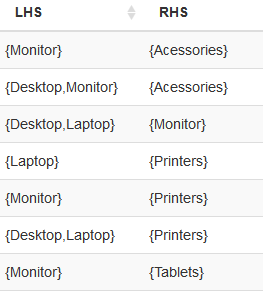 LHS RHS
{Monitor} {Acessories}
{Desktop,Monitor} {Acessories}
{Desktop,Laptop} {Monitor}
{Laptop} {Printers}
{Monitor} {Printers}
{Desktop,Laptop} {Printers}
{Monitor} {Tablets}